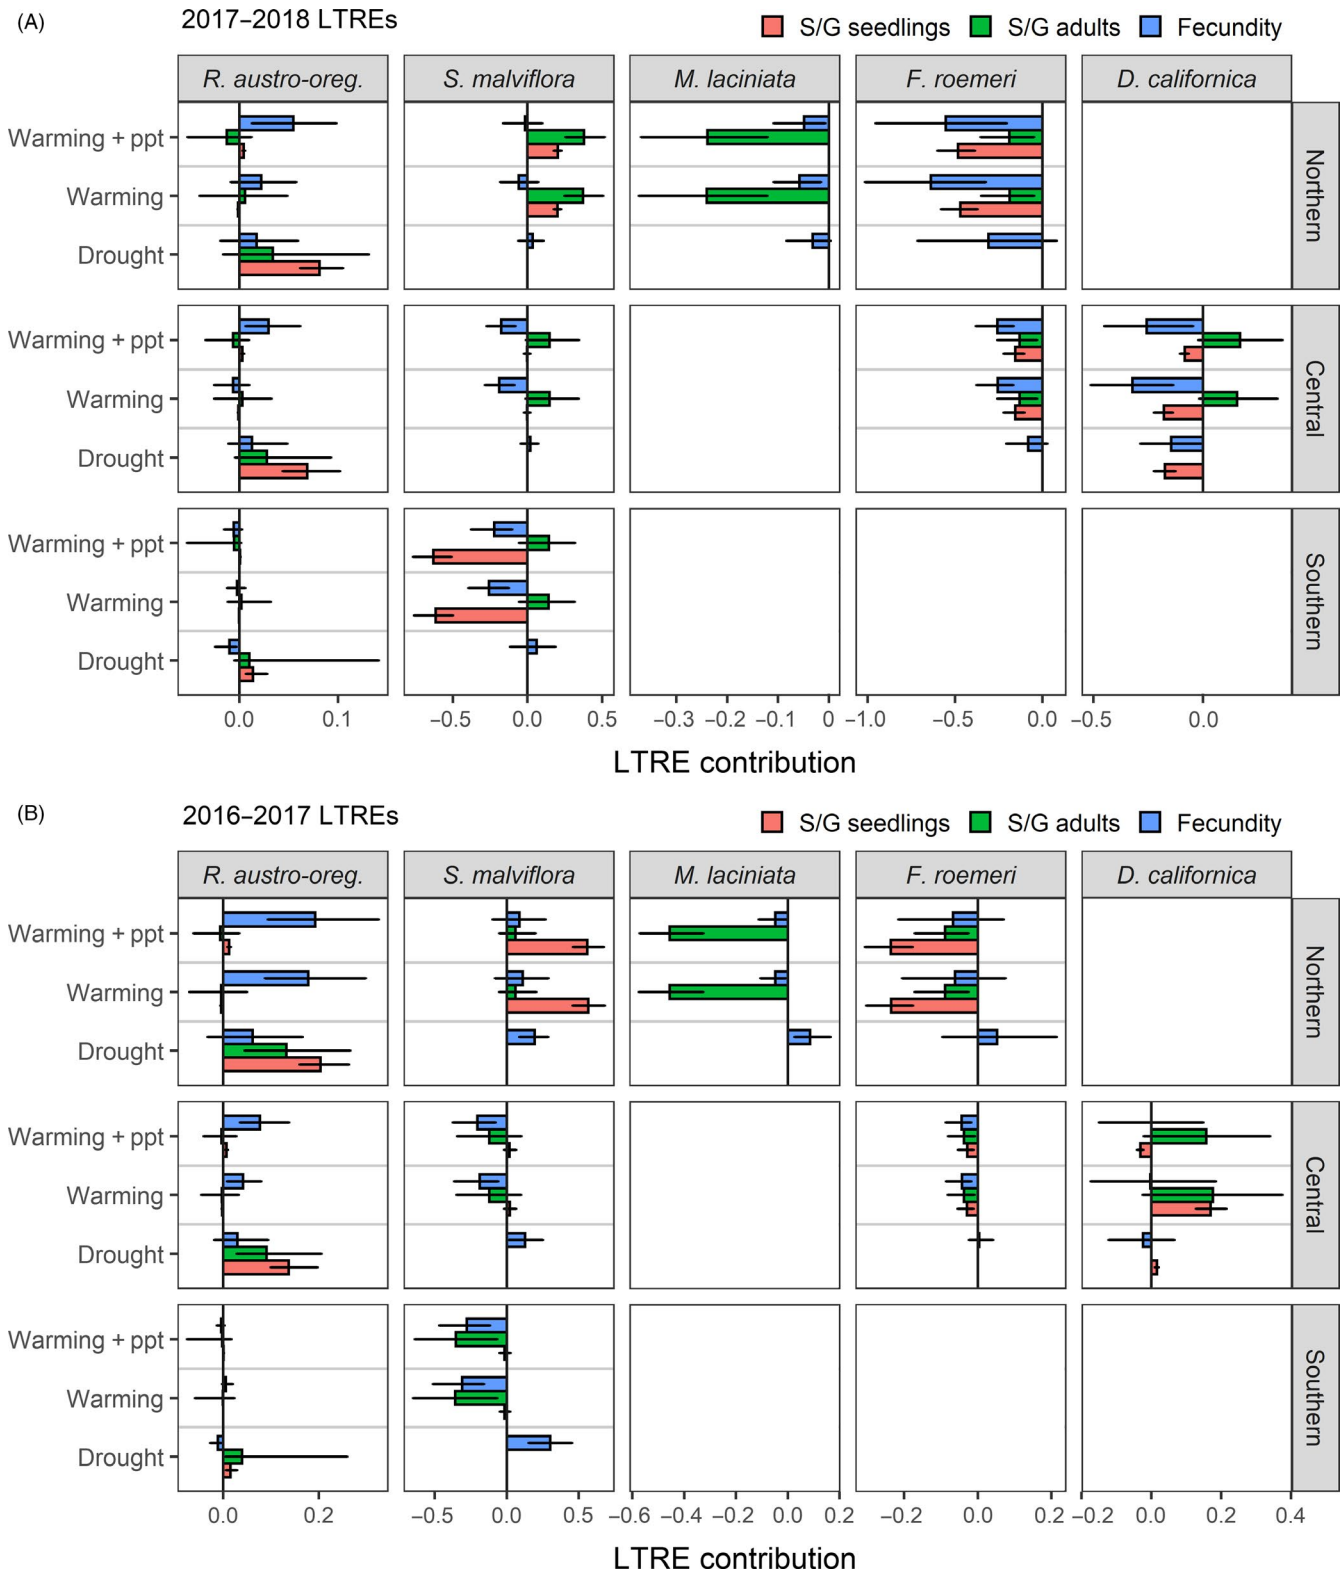 (A) 2017–2018 LTREs
S/G seedlings S/G adults Fecundity
R. austro-oreg. S. malviflora M. laciniata F. roemeri D. californica
Warming + ppt
Warming
Drought
Northern
Warming + ppt
Warming
Drought
Central
Warming + ppt
Warming
Drought
Southern
0.0 0.1 −0.5 0.0 0.5 −0.3 −0.2 −0.1 0 −1.0 −0.5 0.0 −0.5 0.0
LTRE contribution
(B) 2016–2017 LTREs
S/G seedlings S/G adults Fecundity
R. austro-oreg. S. malviflora M. laciniata F. roemeri D. californica
Warming + ppt
Warming
Drought
Northern
Warming + ppt
Warming
Drought
Central
Warming + ppt
Warming
Drought
Southern
0.0 0.2 −0.5 0.0 0.5 −0.6 −0.4 −0.2 0.0 0.2 −0.2 0.0 0.2 −0.2 0.0 0.2 0.4
LTRE contribution